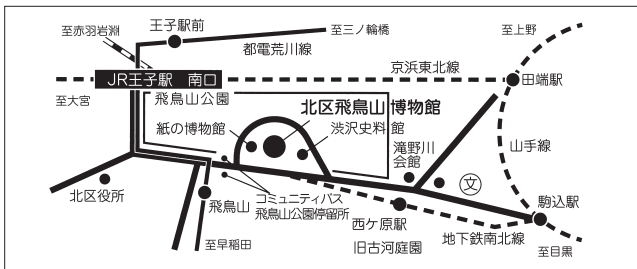 至赤羽岩淵
王子駅前
至三ノ輪橋
至上野
都電荒川線
京浜東北線
JR王子駅 南口
田端駅
至大宮
飛鳥山公園
北区飛鳥山 博物館
紙の博物館
渋沢史料 館
滝野川
会館
山手線
文
北区役所
飛鳥山
コミュニティバス
飛鳥山公園停留所
西ケ原駅
駒込駅
旧古河庭園
地下鉄南北線
至早稲田
至目黒